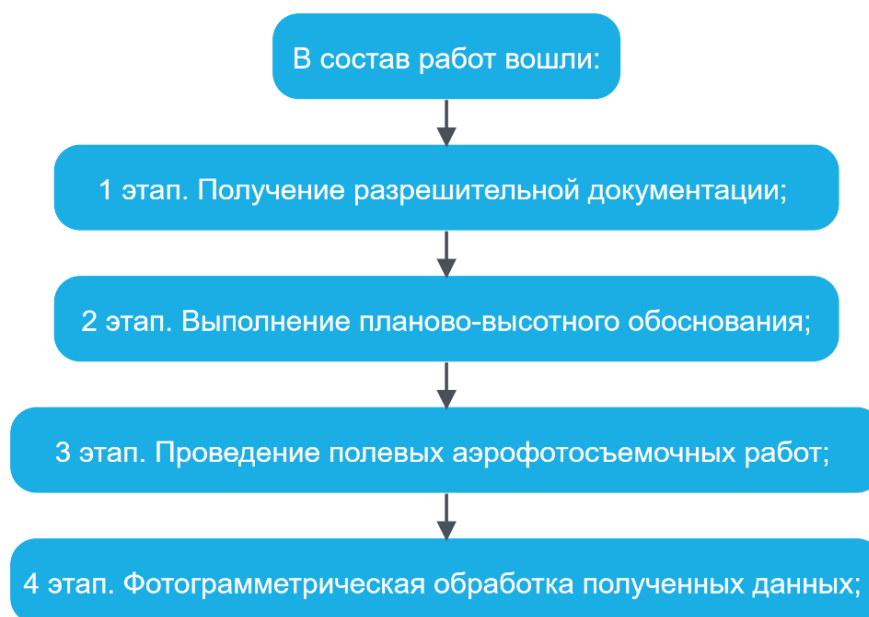 В состав работ вошли:
1 этап. Получение разрешительной документации;
2 этап. Выполнение планово-высотного обоснования;
3 этап. Проведение полевых аэрофотосъемочных работ;
4 этап. Фотограмметрическая обработка полученных данных;